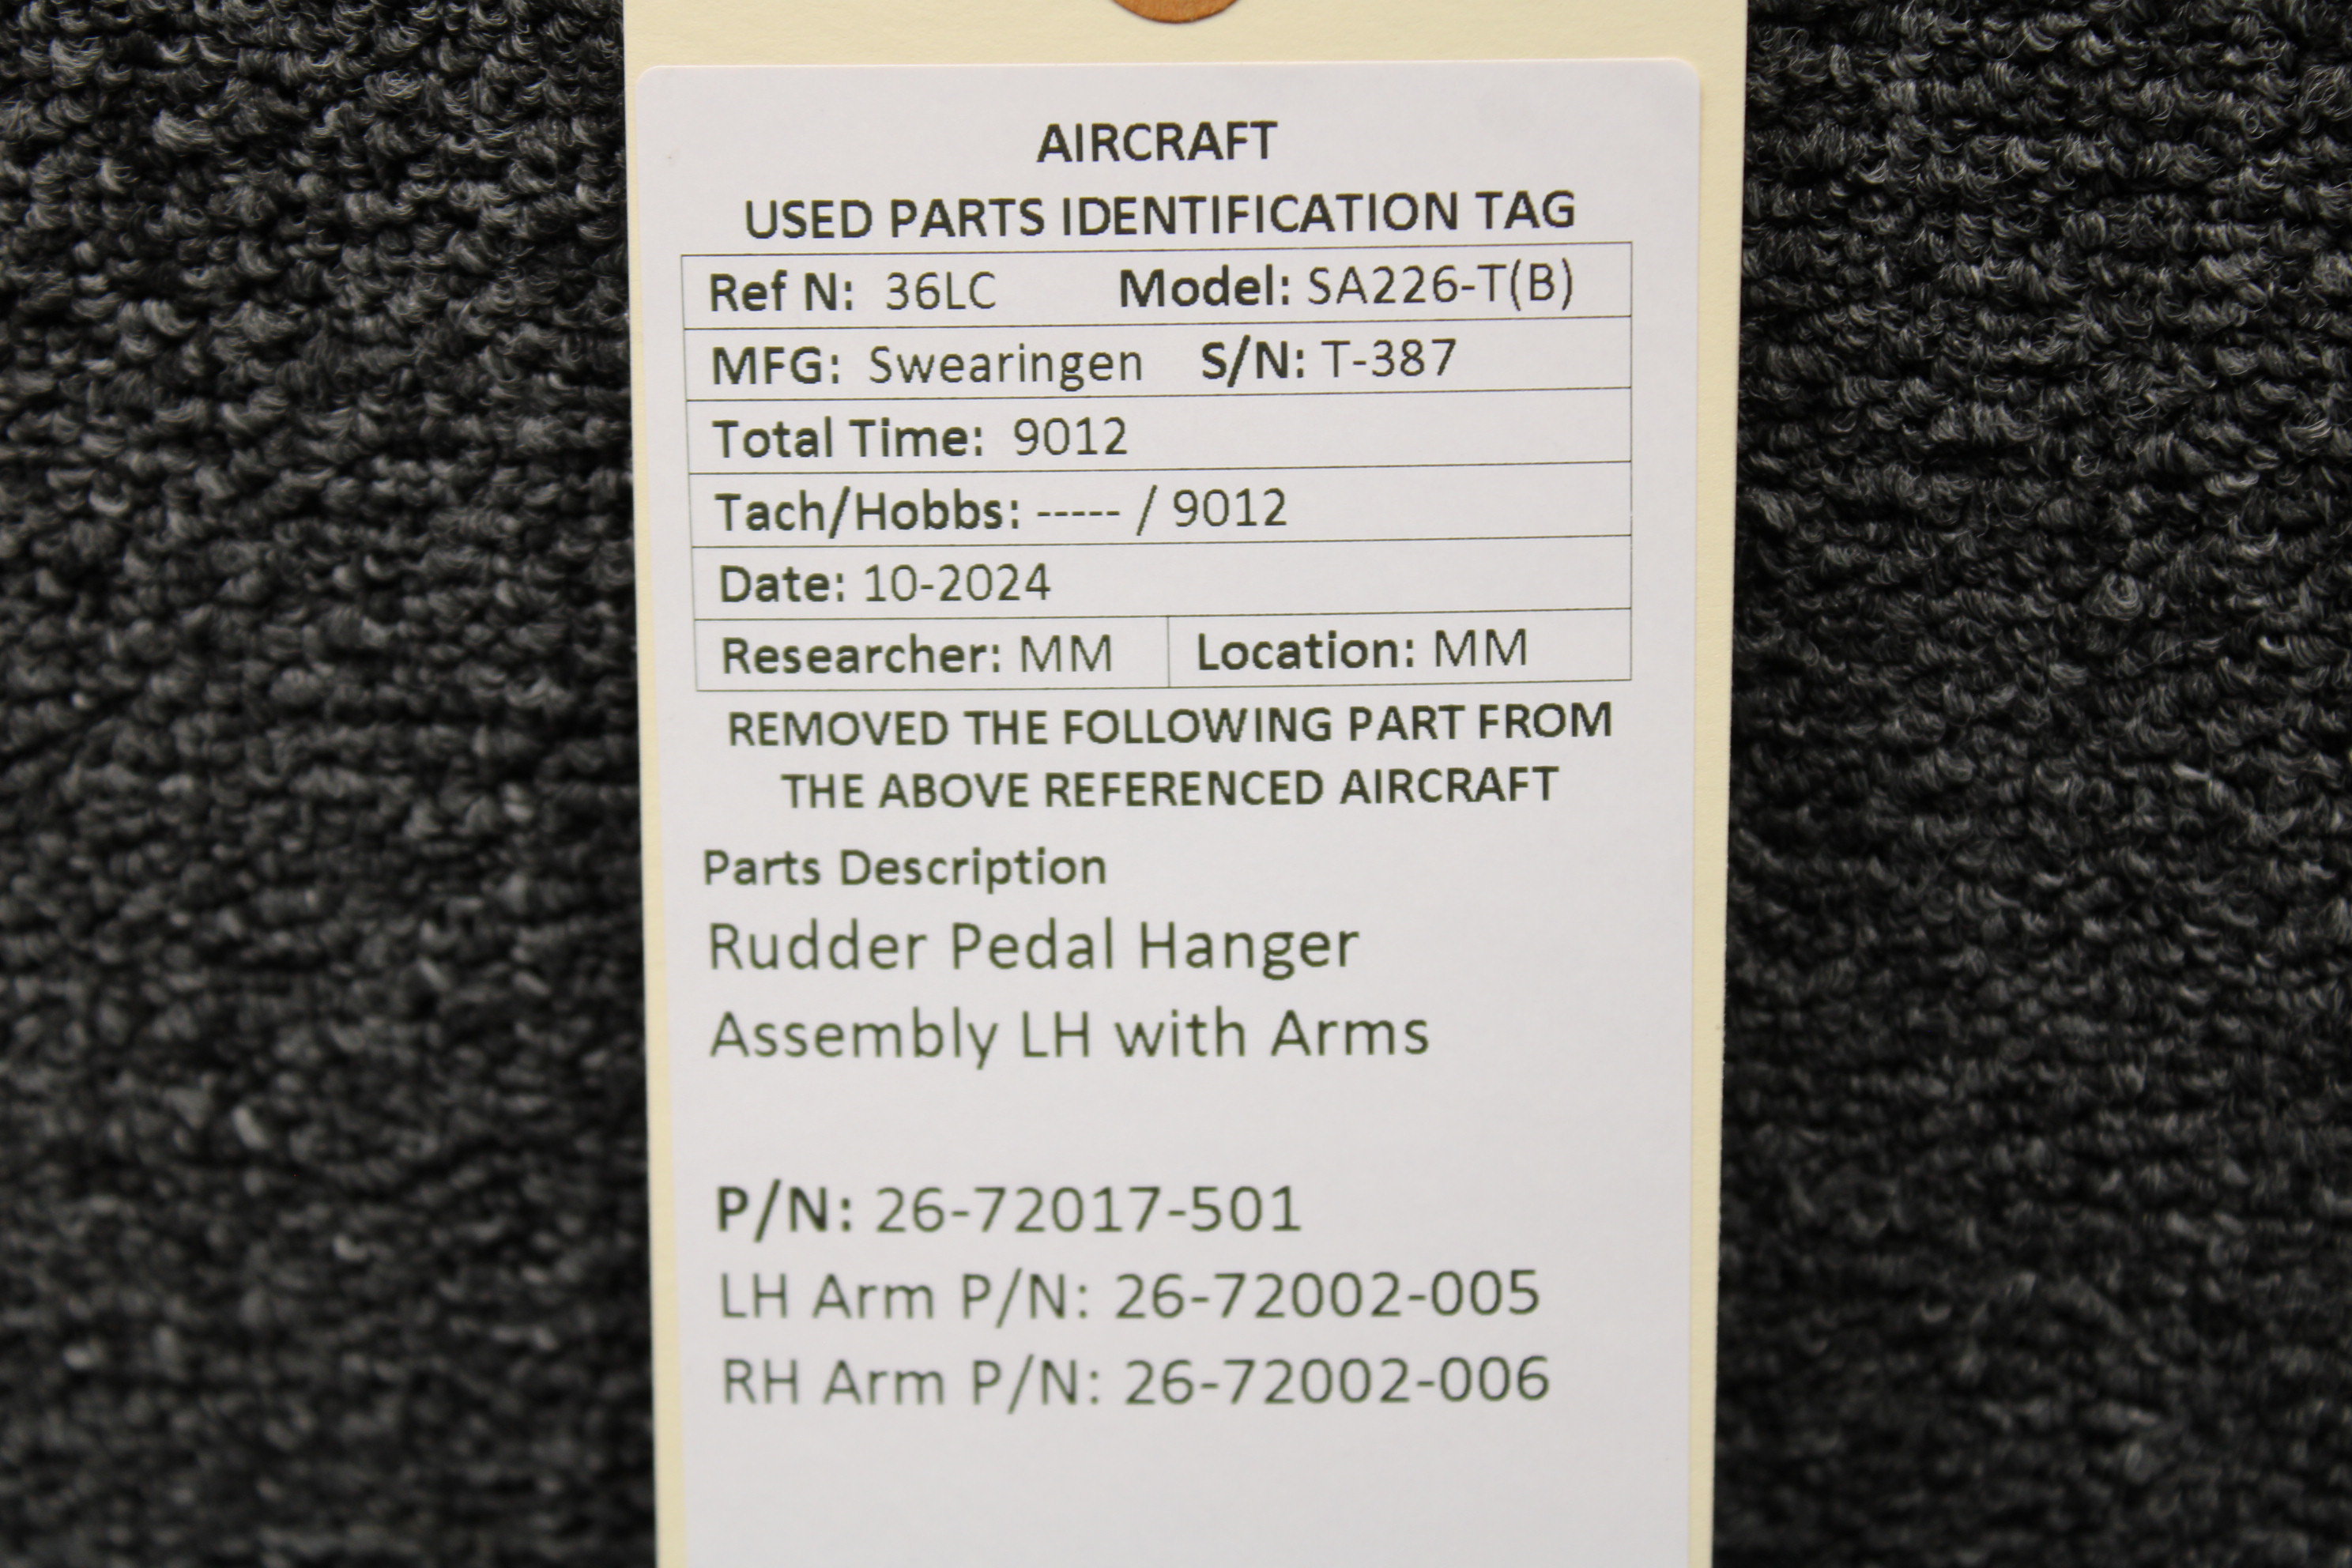 AIRCRAFT
USED PARTS IDENTIFICATION TAG
Ref N: 36LC Model: SA226-T(B)
MFG: Swearingen S/N: T-387
Total Time: 9012
Tach/Hobbs: ----- / 9012
Date: 10-2024
Researcher: MM Location: MM
REMOVED THE FOLLOWING PART FROM
THE ABOVE REFERENCED AIRCRAFT
Parts Description
Rudder Pedal Hanger
Assembly LH with Arms
P/N: 26-72017-501
LH Arm P/N: 26-72002-005
RH Arm P/N: 26-72002-006